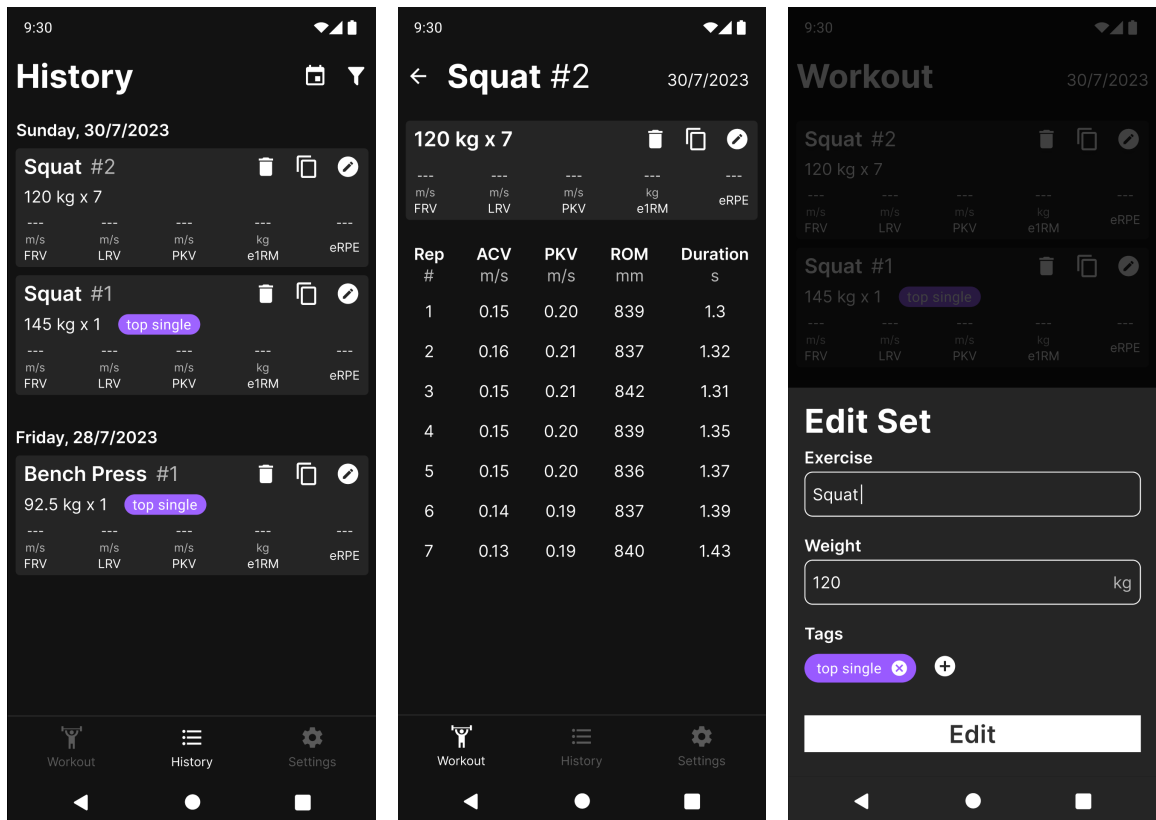 9:30
History
Sunday, 30/7/2023
Squat #2
120 kg x 7
--- --- --- --- ---
m/s m/s m/s kg eRPE
FRV LRV PKV e1RM
Squat #1
145 kg x 1 top single
--- --- --- --- ---
m/s m/s m/s kg eRPE
FRV LRV PKV e1RM
Friday, 28/7/2023
Bench Press #1
92.5 kg x 1 top single
--- --- --- --- ---
m/s m/s m/s kg eRPE
FRV LRV PKV e1RM
Workout History Settings
9:30
Squat #2 30/7/2023
120 kg x 7
--- --- --- --- ---
m/s m/s m/s kg eRPE
FRV LRV PKV e1RM
Rep ACV PKV ROM Duration
# m/s m/s mm s
1 0.15 0.20 839 1.3
2 0.16 0.21 837 1.32
3 0.15 0.21 842 1.31
4 0.15 0.20 839 1.35
5 0.15 0.20 836 1.37
6 0.14 0.19 837 1.39
7 0.13 0.19 840 1.43
Workout History Settings
9:30
Workout 30/7/2023
Squat #2
120 kg x 7
--- --- --- --- ---
m/s m/s m/s kg eRPE
FRV LRV PKV e1RM
Squat #1
145 kg x 1 top single
--- --- --- --- ---
m/s m/s m/s kg eRPE
FRV LRV PKV e1RM
Edit Set
Exercise
Squat
Weight
120 kg
Tags
top single
Edit